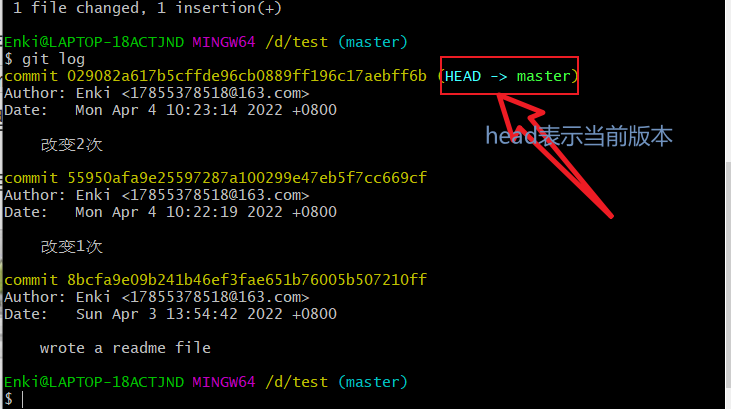 1 file changed, 1 insertion(+)
Enki@LAPTOP-18ACTJND MINGW64 /d/test (master)
$ git log
commit 029082a617b5cffde96cb0889ff196c17aebff6b (HEAD -> master)
Author: Enki <17855378518@163.com>
Date:   Mon Apr 4 10:23:14 2022 +0800
head表示当前版本
改变2次
commit 55950afa9e25597287a100299e47eb5f7cc669cf
Author: Enki <17855378518@163.com>
Date:   Mon Apr 4 10:22:19 2022 +0800
改变1次
commit 8bcfa9e09b241b46ef3fae651b76005b507210ff
Author: Enki <17855378518@163.com>
Date:   Sun Apr 3 13:54:42 2022 +0800
wrote a readme file
Enki@LAPTOP-18ACTJND MINGW64 /d/test (master)
$